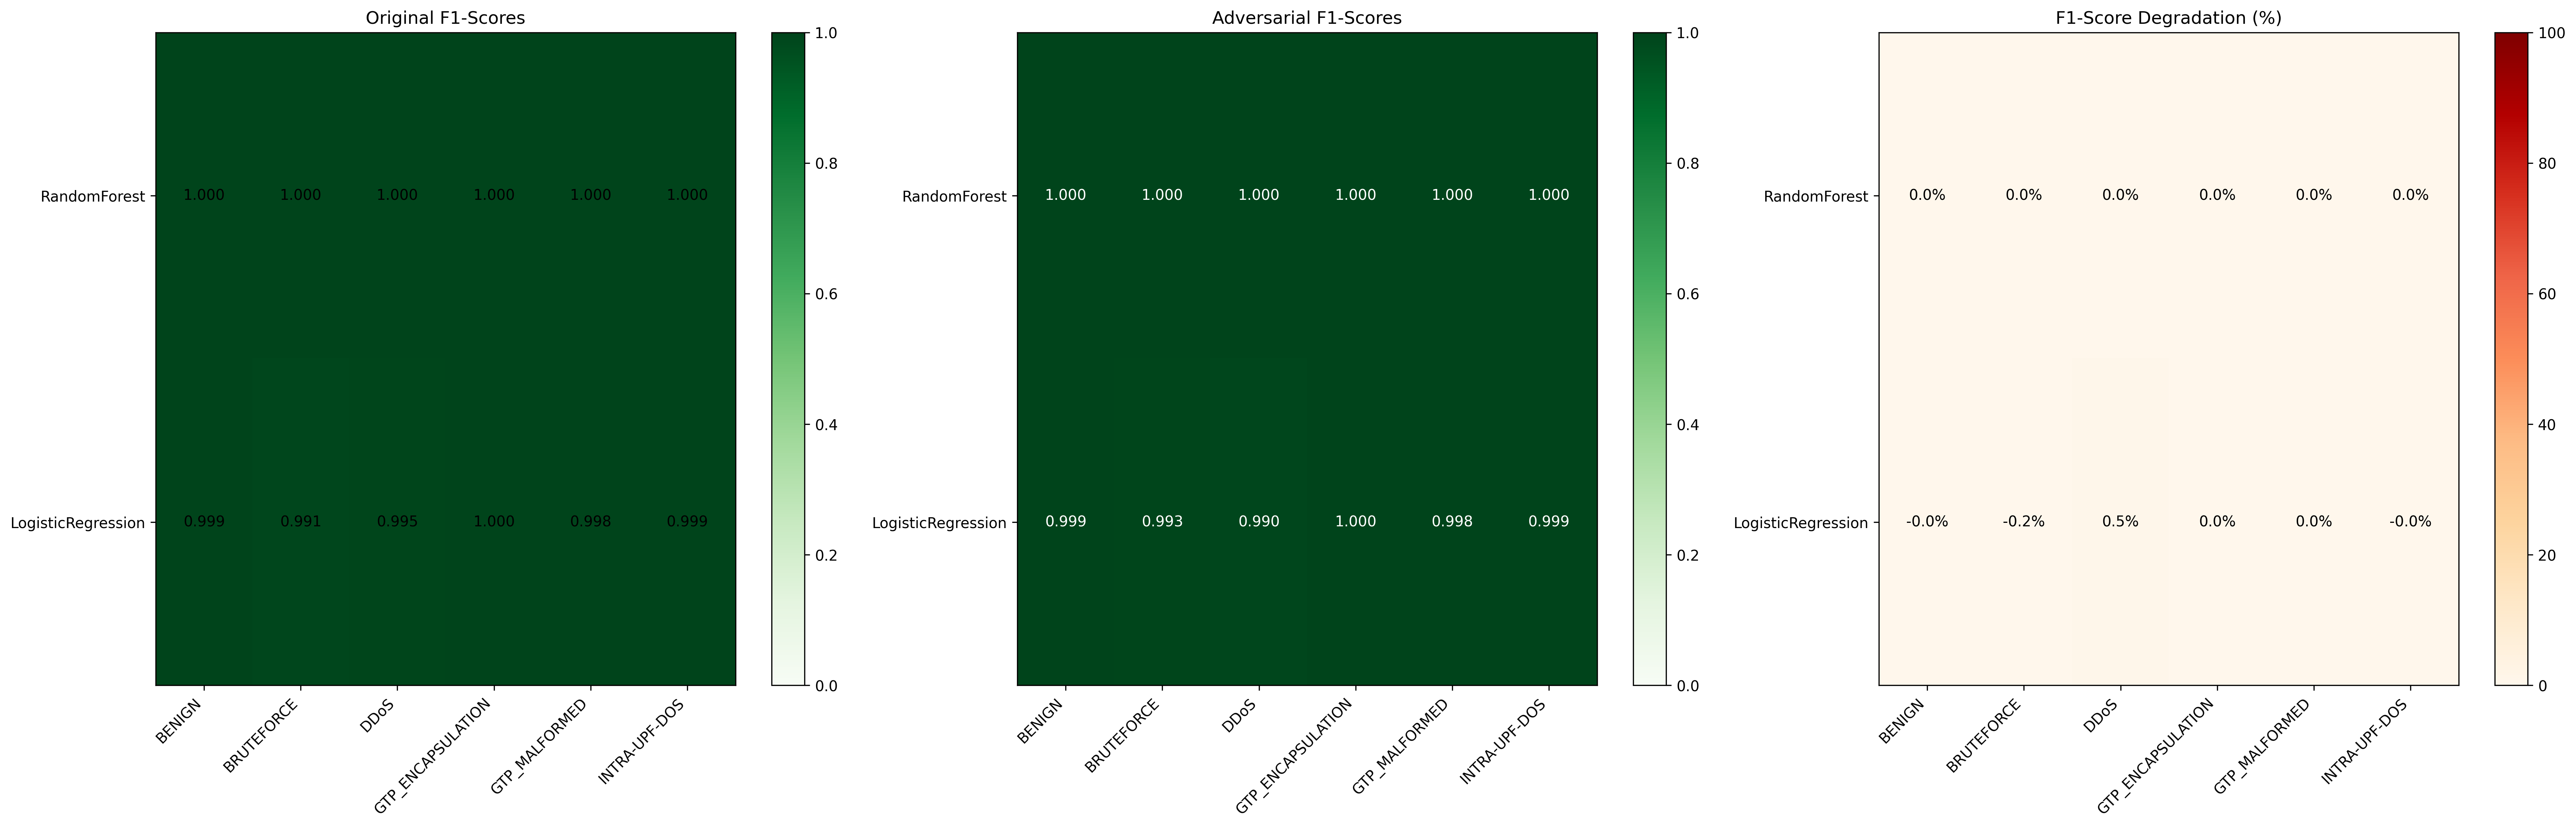 Original F1-Scores
RandomForest
LogisticRegression
1.000 1.000 1.000 1.000 1.000 1.000
0.999 0.991 0.995 1.000 0.998 0.999
BENIGN
BRUTEFORCE
DDoS
GTP_ENCAPSULATION
GTP_MALFORMED
INTRA-UPF-DOS
1.0
0.8
0.6
0.4
0.2
0.0
Adversarial F1-Scores
RandomForest
LogisticRegression
1.000 1.000 1.000 1.000 1.000 1.000
0.999 0.993 0.990 1.000 0.998 0.999
BENIGN
BRUTEFORCE
DDoS
GTP_ENCAPSULATION
GTP_MALFORMED
INTRA-UPF-DOS
1.0
0.8
0.6
0.4
0.2
0.0
F1-Score Degradation (%)
RandomForest
LogisticRegression
0.0% 0.0% 0.0% 0.0% 0.0% 0.0%
-0.0% -0.2% 0.5% 0.0% 0.0% -0.0%
BENIGN
BRUTEFORCE
DDoS
GTP_ENCAPSULATION
GTP_MALFORMED
INTRA-UPF-DOS
100
80
60
40
20
0